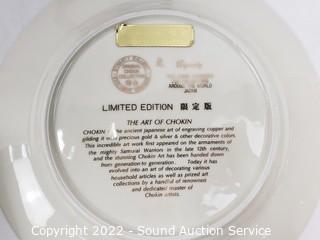 AROUND THE WORLD
JAPAN
LIMITED EDITION 限定版
THE ART OF CHOKIN
CHOKIN is the ancient Japanese art of engraving copper and
gilding it with precious gold & silver & other decorative colors.
This incredible art work first appeared on the armaments of
the mighty Samurai Warriors in the late 12th century,
and the stunning Chokin Art has been handed down
from generation to generation. Today it has
evolved into an art of decorating various
household articles as well as prized art
collections by a handful of renowned
and dedicated master of
Chokin artists.
Copyright 2022 - Sound Auction Service